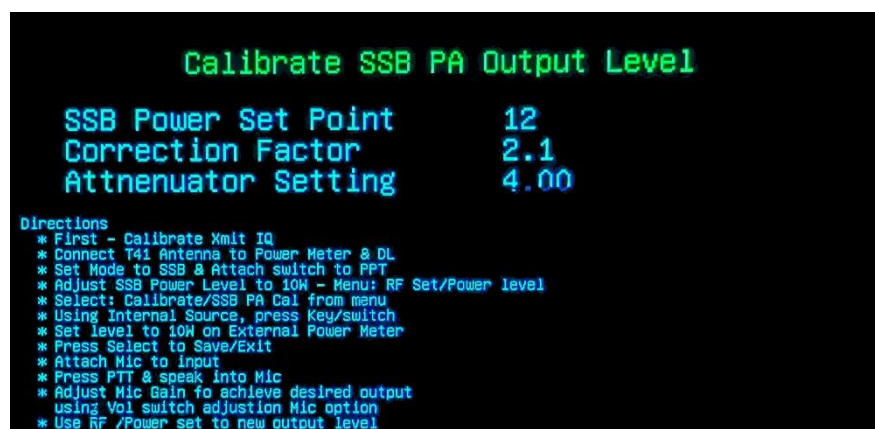 Calibrate SSB PA Output Level
SSB Power Set Point 12
Correction Factor 2.1
Attnenuator Setting 4.00
Directions
* First - Calibrate Xmit IQ
* Connect T41 Antenna to Power Meter & DL
* Set Mode to SSB & Attach switch to PPT
* Adjust SSB Power Level to 10W - Menu: RF Set/Power level
* Select: Calibrate/SSB PA Cal from menu
* Using Internal Source, press Key/switch
* Set level to 10W on External Power Meter
* Press Select to Save/Exit
* Attach Mic to input
* Press PTT & speak into Mic
* Adjust Mic Gain fo achieve desired output
using Vol switch adjustion Mic option
* Use RF /Power set to new output level